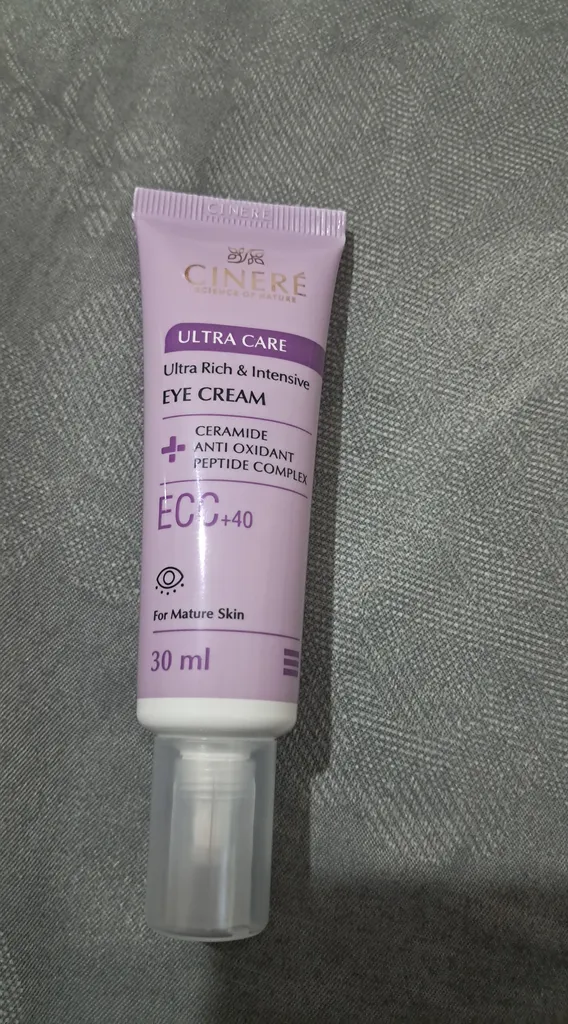 CINERÉ
CINERÉ
SCIENCE OF NATURE
ULTRA CARE
Ultra Rich & Intensive
EYE CREAM
+ CERAMIDE
ANTI OXIDANT
PEPTIDE COMPLEX
ECC+40
For Mature Skin
30 ml